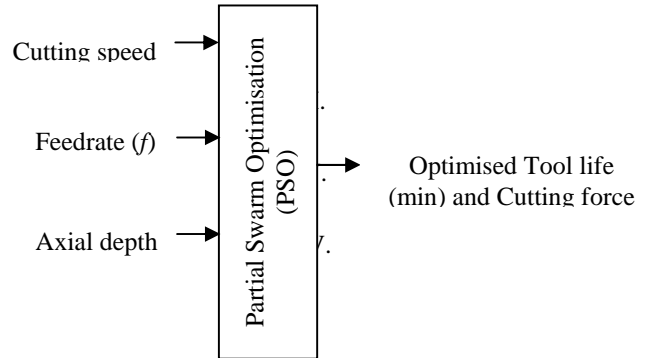 Cutting speed
Feedrate (f)
Axial depth
Partial Swarm Optimisation
(PSO)
Optimised Tool life
(min) and Cutting force